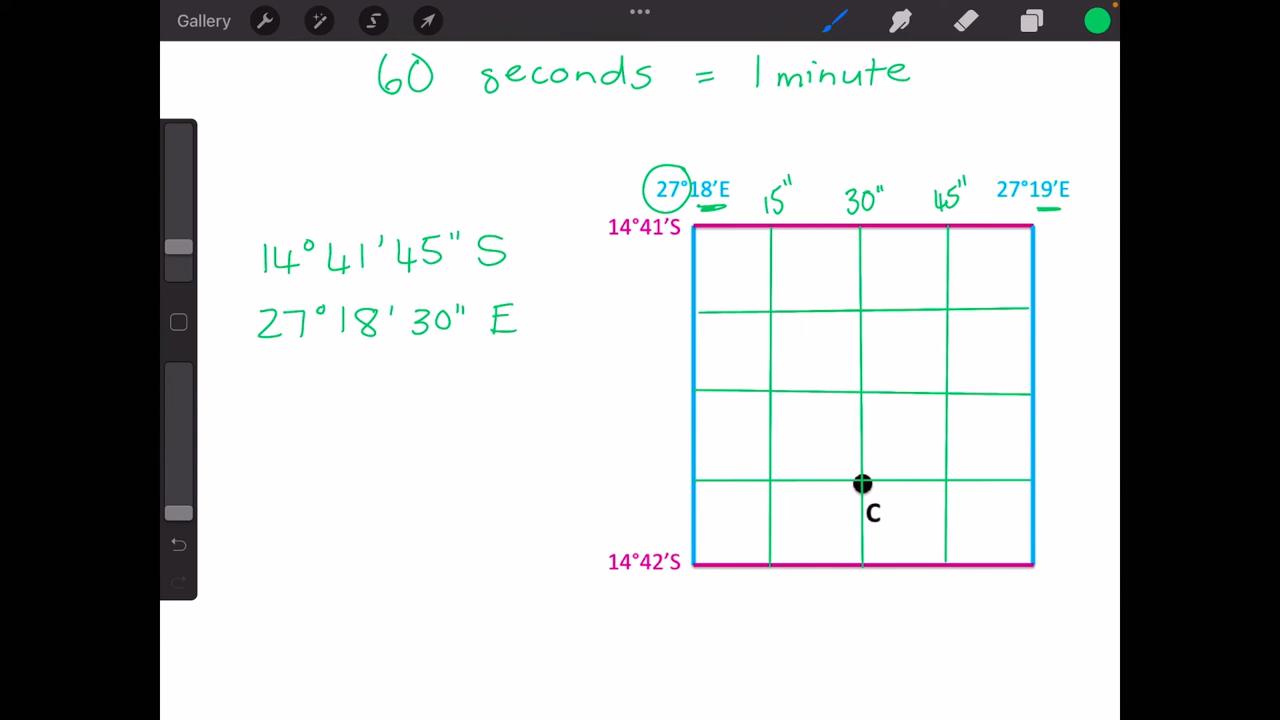 Gallery
60 seconds = 1 minute
27°18'E 15" 30" 45" 27°19'E
14°41'S
14°41'45" S
27°18'30" E
C
14°42'S